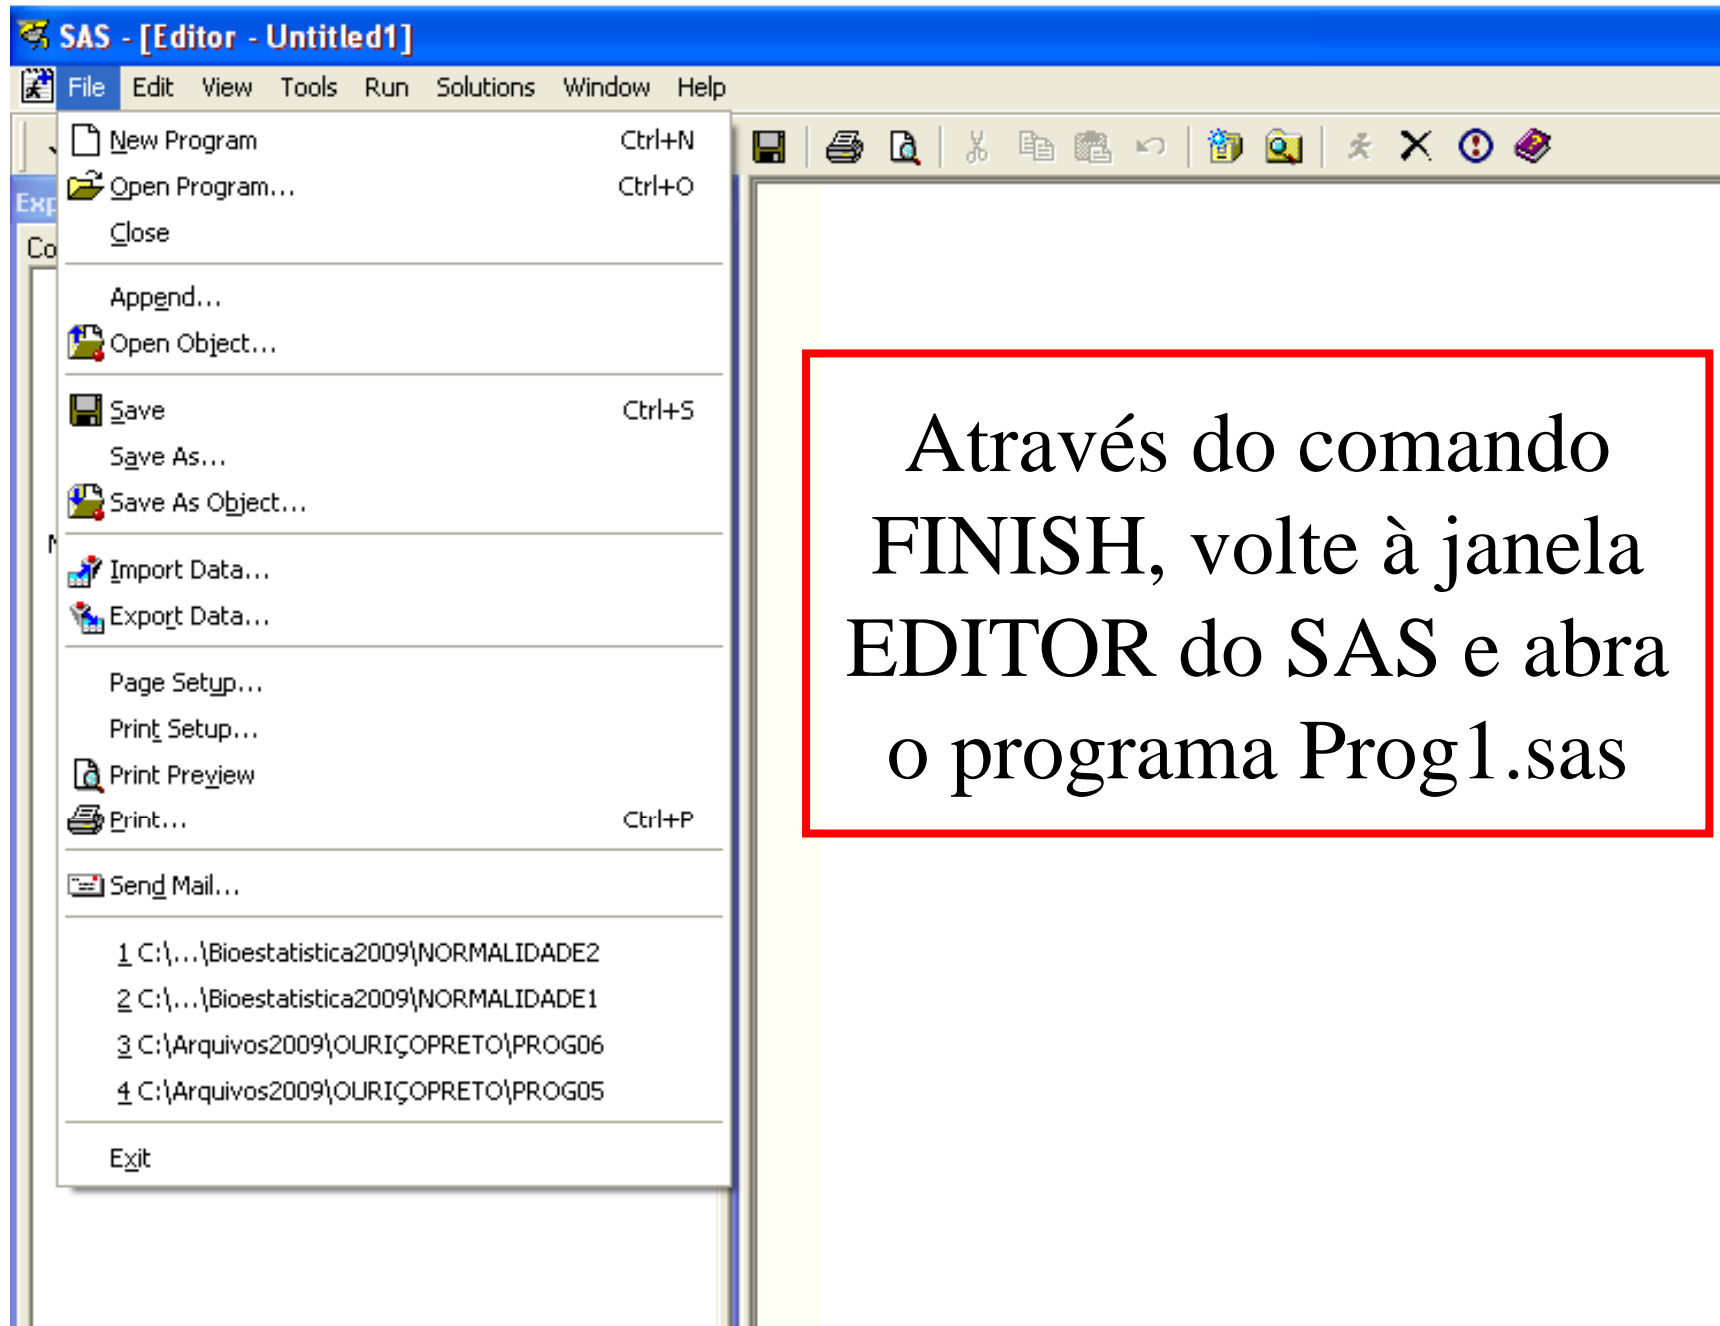 SAS - [Editor - Untitled1]
File Edit View Tools Run Solutions Window Help
New Program Ctrl+N
Open Program... Ctrl+O
Close
Append...
Open Object...
Save Ctrl+S
Save As...
Save As Object...
Import Data...
Export Data...
Page Setup...
Print Setup...
Print Preview
Print... Ctrl+P
Send Mail...
1 C:\...\Bioestatistica2009\NORMALIDADE2
2 C:\...\Bioestatistica2009\NORMALIDADE1
3 C:\Arquivos2009\OURIÇOPRETO\PROG06
4 C:\Arquivos2009\OURIÇOPRETO\PROG05
Exit
Através do comando
FINISH, volte à janela
EDITOR do SAS e abra
o programa Prog1.sas